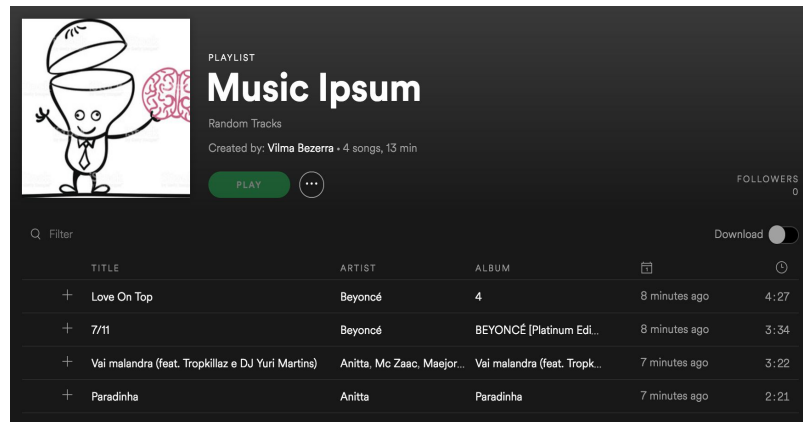 PLAYLIST
Music Ipsum
Random Tracks
Created by: Vilma Bezerra • 4 songs, 13 min
PLAY
FOLLOWERS
0
Filter
Download
TITLE ARTIST ALBUM
+ Love On Top Beyoncé 4 8 minutes ago 4:27
+ 7/11 Beyoncé BEYONCÉ [Platinum Edi... 8 minutes ago 3:34
+ Vai malandra (feat. Tropkillaz e DJ Yuri Martins) Anitta, Mc Zaac, Maejor... Vai malandra (feat. Tropk... 7 minutes ago 3:22
+ Paradinha Anitta Paradinha 7 minutes ago 2:21